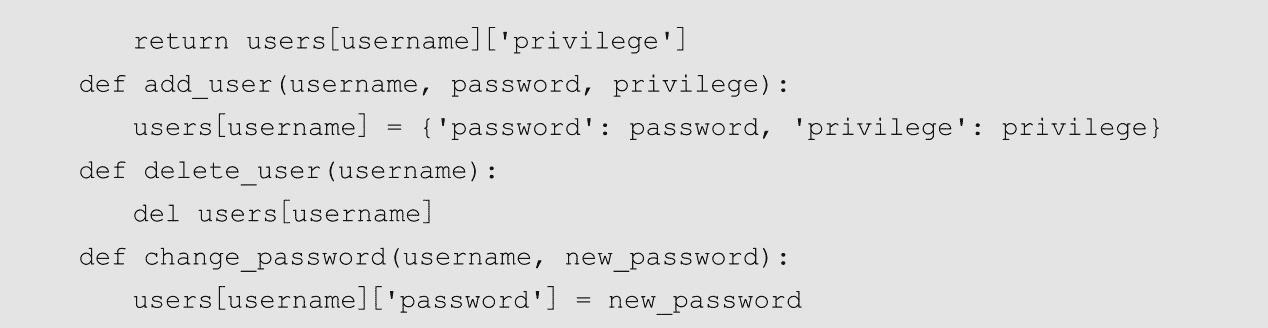 return users[username]['privilege']
def add_user(username, password, privilege):
users[username] = {'password': password, 'privilege': privilege}
def delete_user(username):
del users[username]
def change_password(username, new_password):
users[username]['password'] = new_password